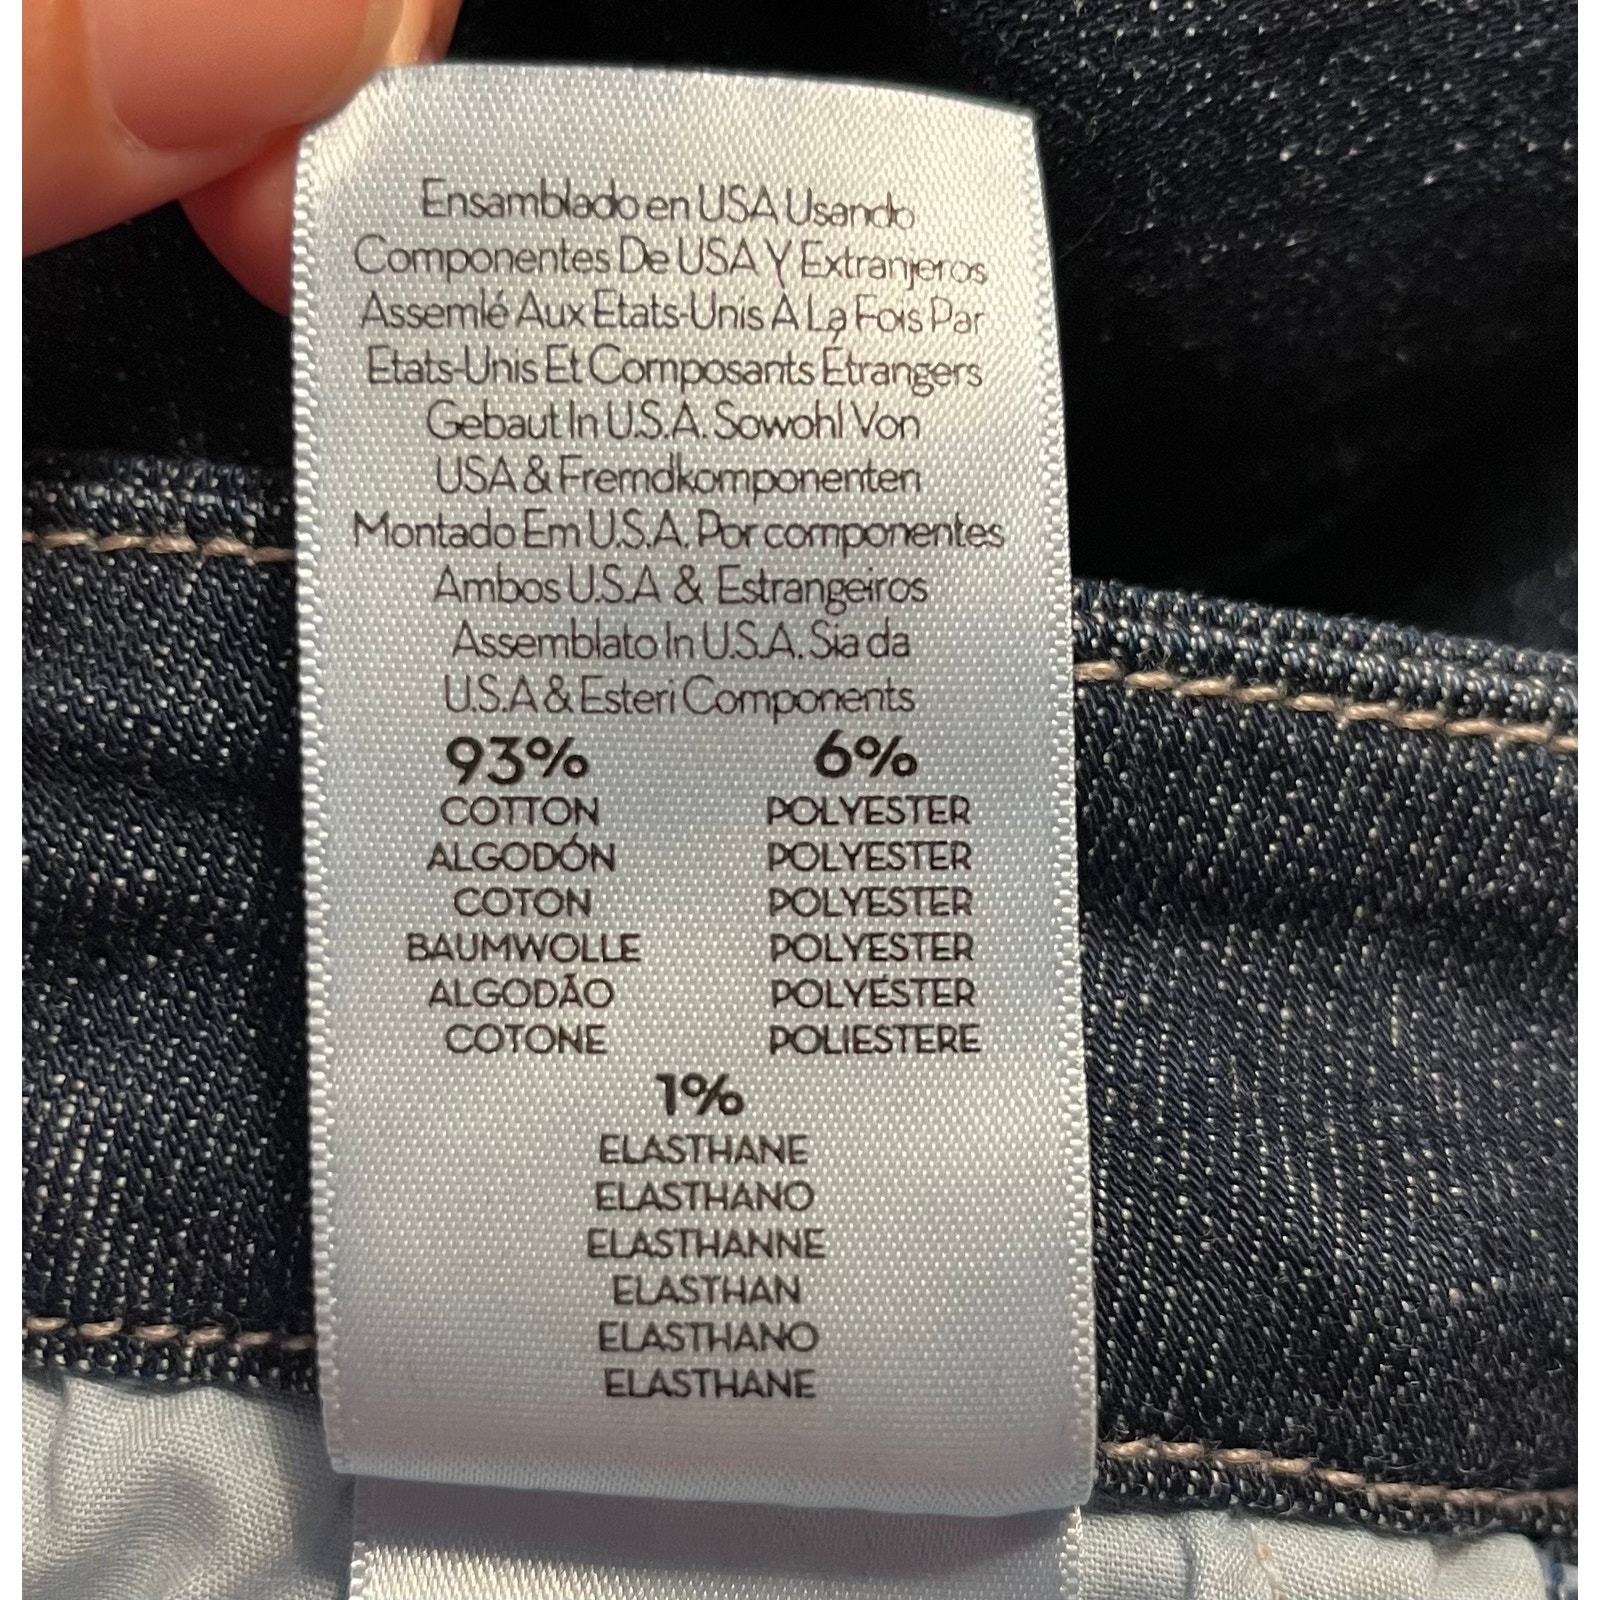 Ensamblado en USA Usando
Componentes De USA Y Extranjeros
Assemlé Aux Etats-Unis À La Fois Par
Etats-Unis Et Composants Étrangers
Gebaut In U.S.A. Sowohl Von
USA & Fremdkomponenten
Montado Em U.S.A. Por componentes
Ambos U.S.A & Estrangeiros
Assemblato In U.S.A. Sia da
U.S.A & Esteri Components
93% 6%
COTTON POLYESTER
ALGODÓN POLYESTER
COTON POLYESTER
BAUMWOLLE POLYESTER
ALGODÃO POLYÉSTER
COTONE POLIESTERE
1%
ELASTHANE
ELASTHANO
ELASTHANNE
ELASTHAN
ELASTHANO
ELASTHANE